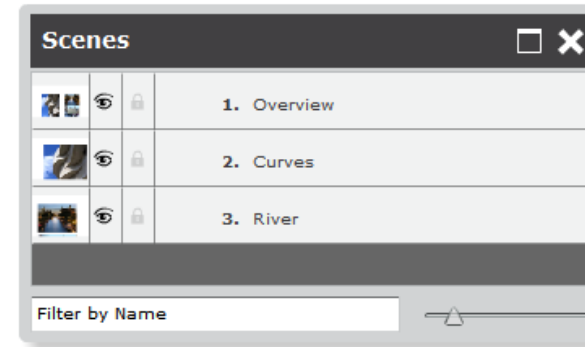 Scenes
1. Overview
2. Curves
3. River
Filter by Name